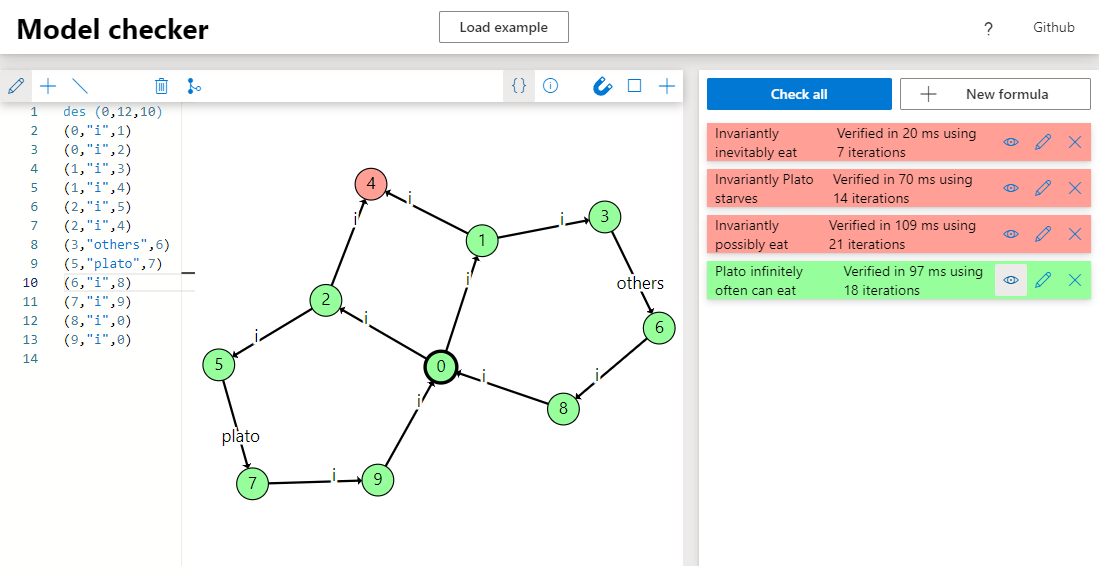 Model checker
Load example
?
Github
{}
1 des (0,12,10)
2 (0,"i",1)
3 (0,"i",2)
4 (1,"i",3)
5 (1,"i",4)
6 (2,"i",5)
7 (2,"i",4)
8 (3,"others",6)
9 (5,"plato",7)
10 (6,"i",8)
11 (7,"i",9)
12 (8,"i",0)
13 (9,"i",0)
14
4
i
i
3
i
1
i
others
2
i
6
i
5
0
i
i
8
i
plato
i
9
7
Check all
New formula
Invariantly
inevitably eat
Verified in 20 ms using
7 iterations
Invariantly Plato
starves
Verified in 70 ms using
14 iterations
Invariantly
possibly eat
Verified in 109 ms using
21 iterations
Plato infinitely
often can eat
Verified in 97 ms using
18 iterations